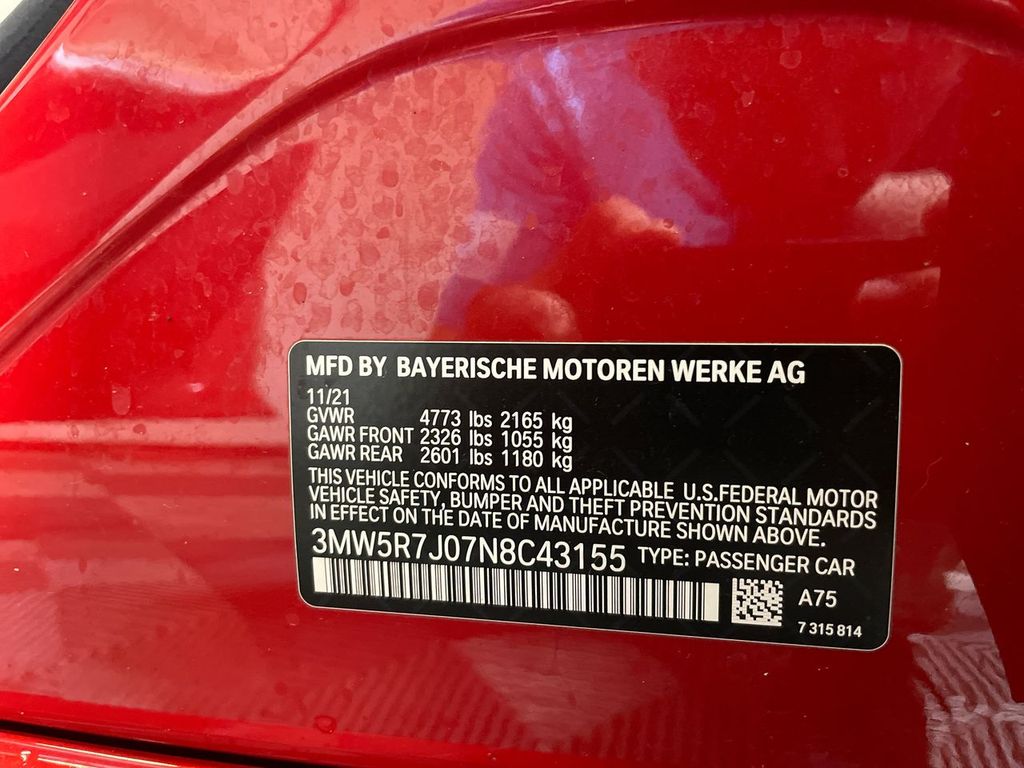 MFD BY BAYERISCHE MOTOREN WERKE AG
11/21
GVWR 4773 lbs 2165 kg
GAWR FRONT 2326 lbs 1055 kg
GAWR REAR 2601 lbs 1180 kg
THIS VEHICLE CONFORMS TO ALL APPLICABLE U.S.FEDERAL MOTOR
VEHICLE SAFETY, BUMPER AND THEFT PREVENTION STANDARDS
IN EFFECT ON THE DATE OF MANUFACTURE SHOWN ABOVE.
3MW5R7J07N8C43155 TYPE: PASSENGER CAR
A75
7 315 814